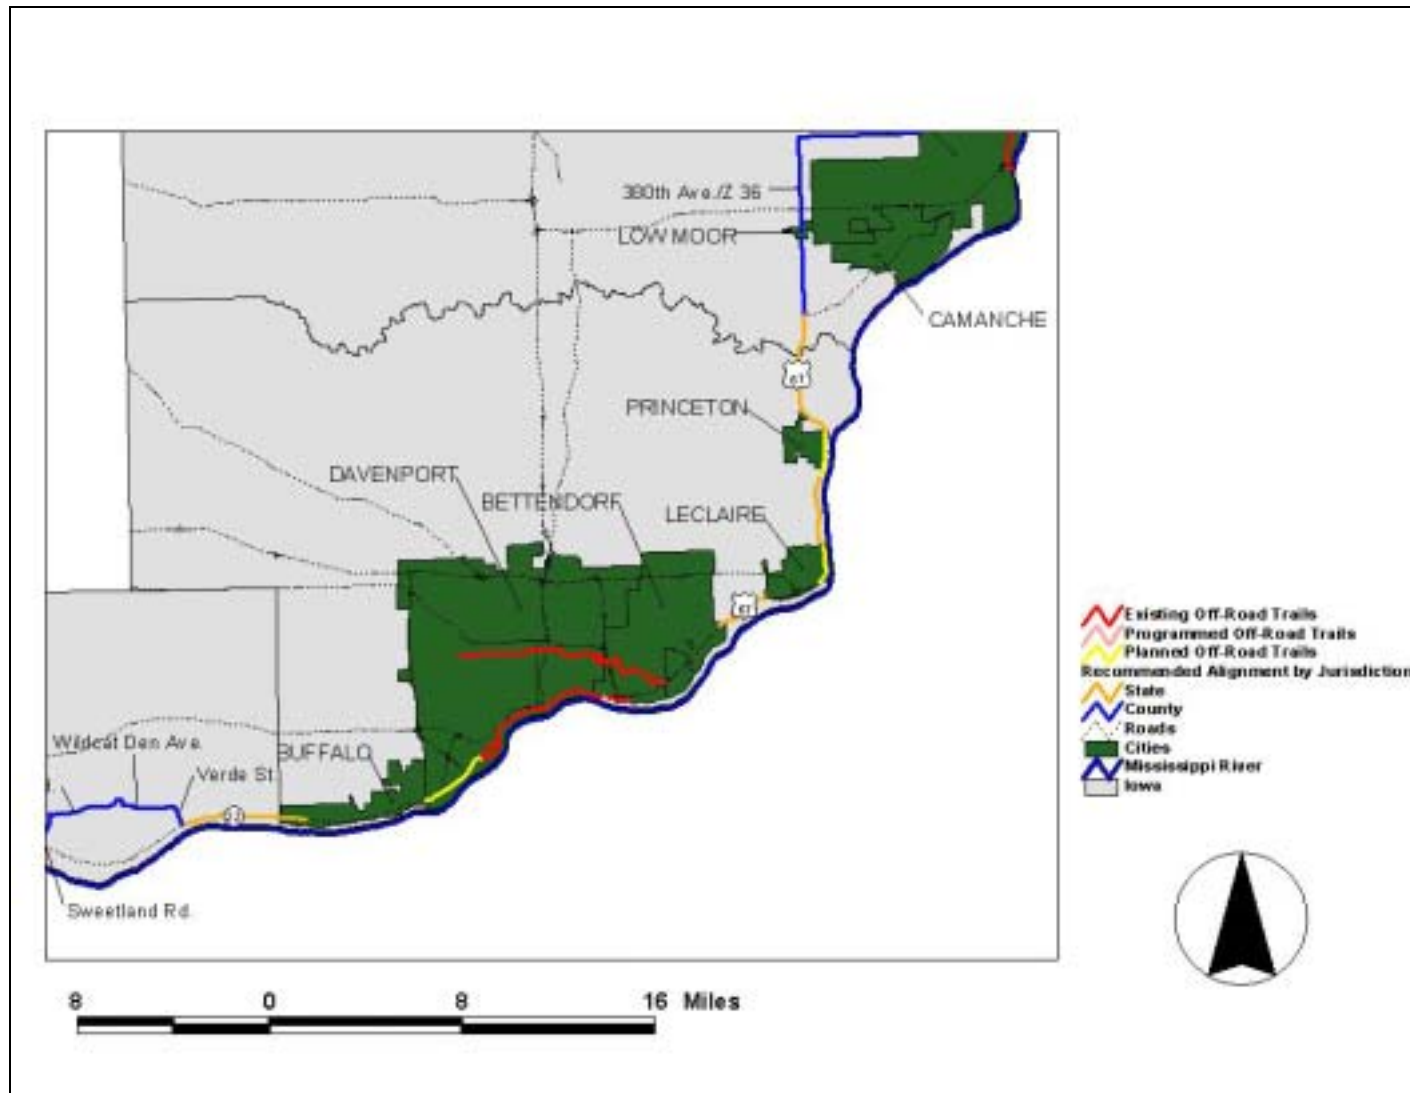 380th Ave./Z 36
LOW MOOR
CAMANCHE
PRINCETON
DAVENPORT
BETTENDORF
LECLAIRE
Existing Off-Road Trails
Programmed Off-Road Trails
Planned Off-Road Trails
Recommended Alignment by Jurisdiction
State
County
Roads
Cities
Mississippi River
Iowa
Wildcat Den Ave.
BUFFALO
Verde St.
Sweetland Rd.
8 0 8 16 Miles